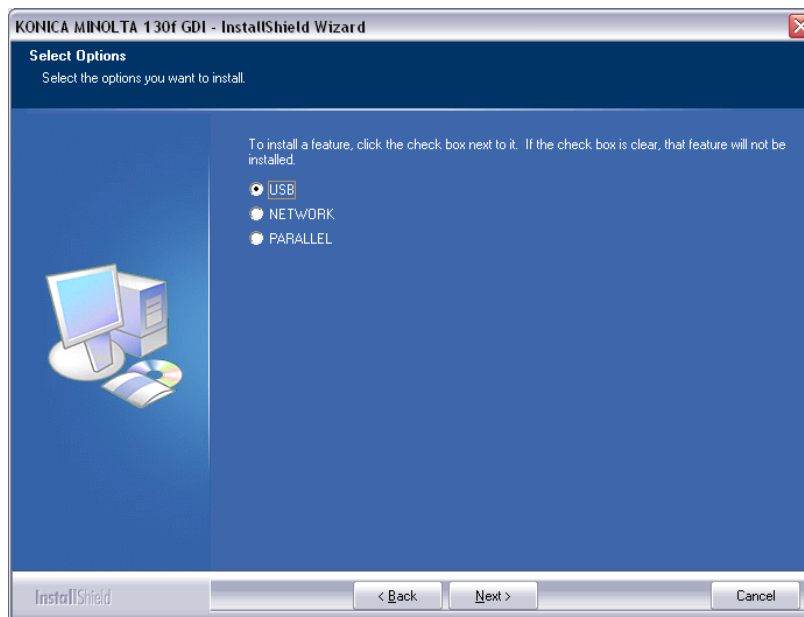 KONICA MINOLTA 130f GDI - InstallShield Wizard
Select Options
Select the options you want to install.
To install a feature, click the check box next to it. If the check box is clear, that feature will not be
installed.
USB
NETWORK
PARALLEL
InstallShield
< Back
Next >
Cancel